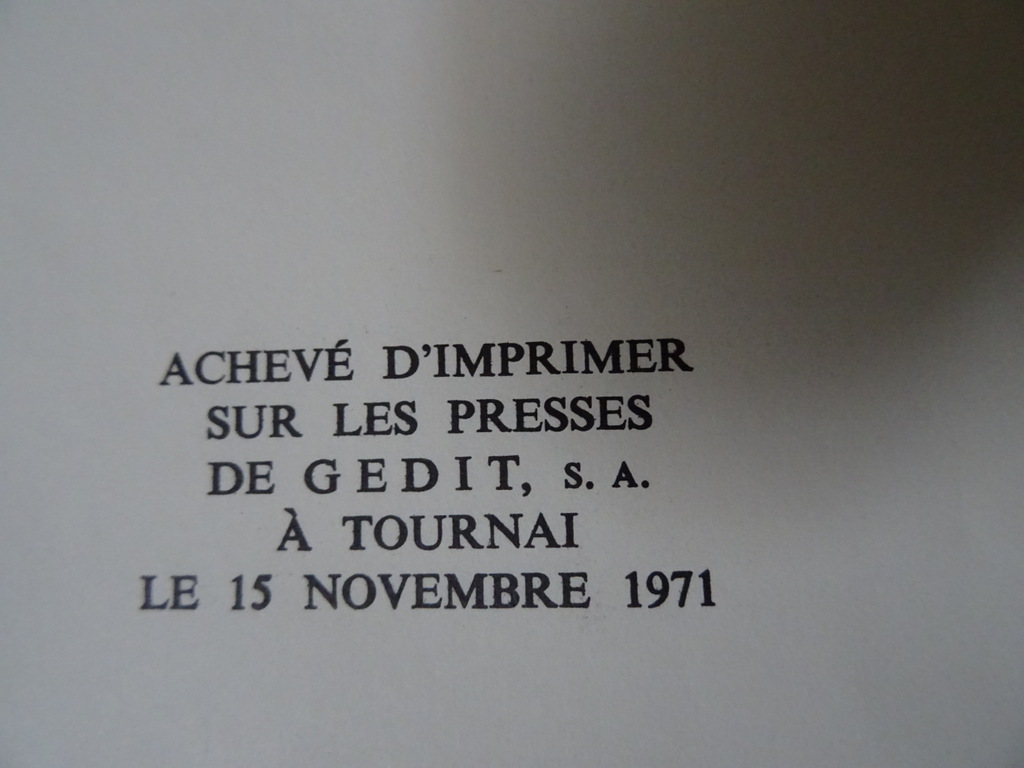 ACHEVÉ D'IMPRIMER
SUR LES PRESSES
DE GEDIT, S. A.
À TOURNAI
LE 15 NOVEMBRE 1971